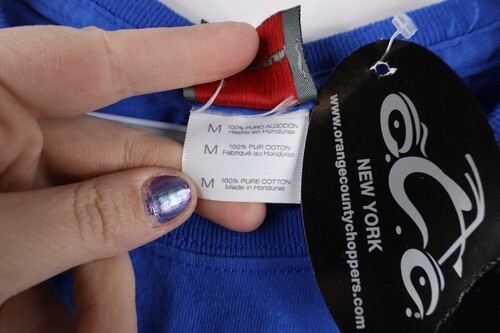 M 100% PURO ALGODON
Hecho en Honduras
M 100% PUR COTON
Fabriqué au Honduras
M 100% PURE COTTON
Made in Honduras
www.orangecountychoppers.com
NEW YORK